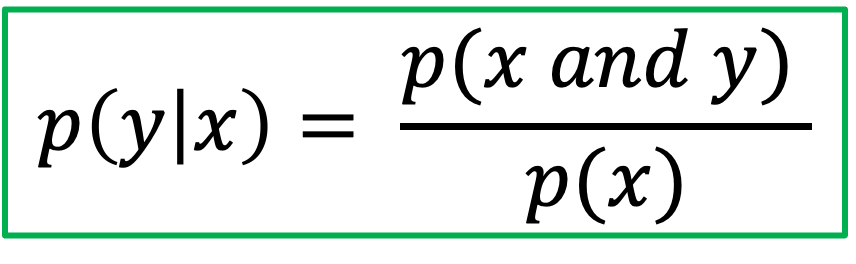 p(y|x) = p(x and y) / p(x)